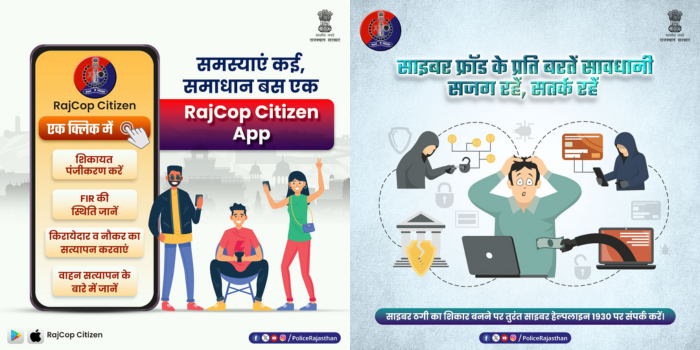 RajCop Citizen
एक क्लिक में
शिकायत
पंजीकरण करें
FIR की
स्थिति जानें
किरायेदार व नौकर का
सत्यापन करवाएं
वाहन सत्यापन के
बारे में जानें
RajCop Citizen
समस्याएं कई,
समाधान बस एक
RajCop Citizen
App
/PoliceRajasthan
साइबर फ्रॉड के प्रति बरतें सावधानी
सजग रहें, सतर्क रहें
साइबर ठगी का शिकार बनने पर तुरंत साइबर हेल्पलाइन 1930 पर संपर्क करें।
/PoliceRajasthan